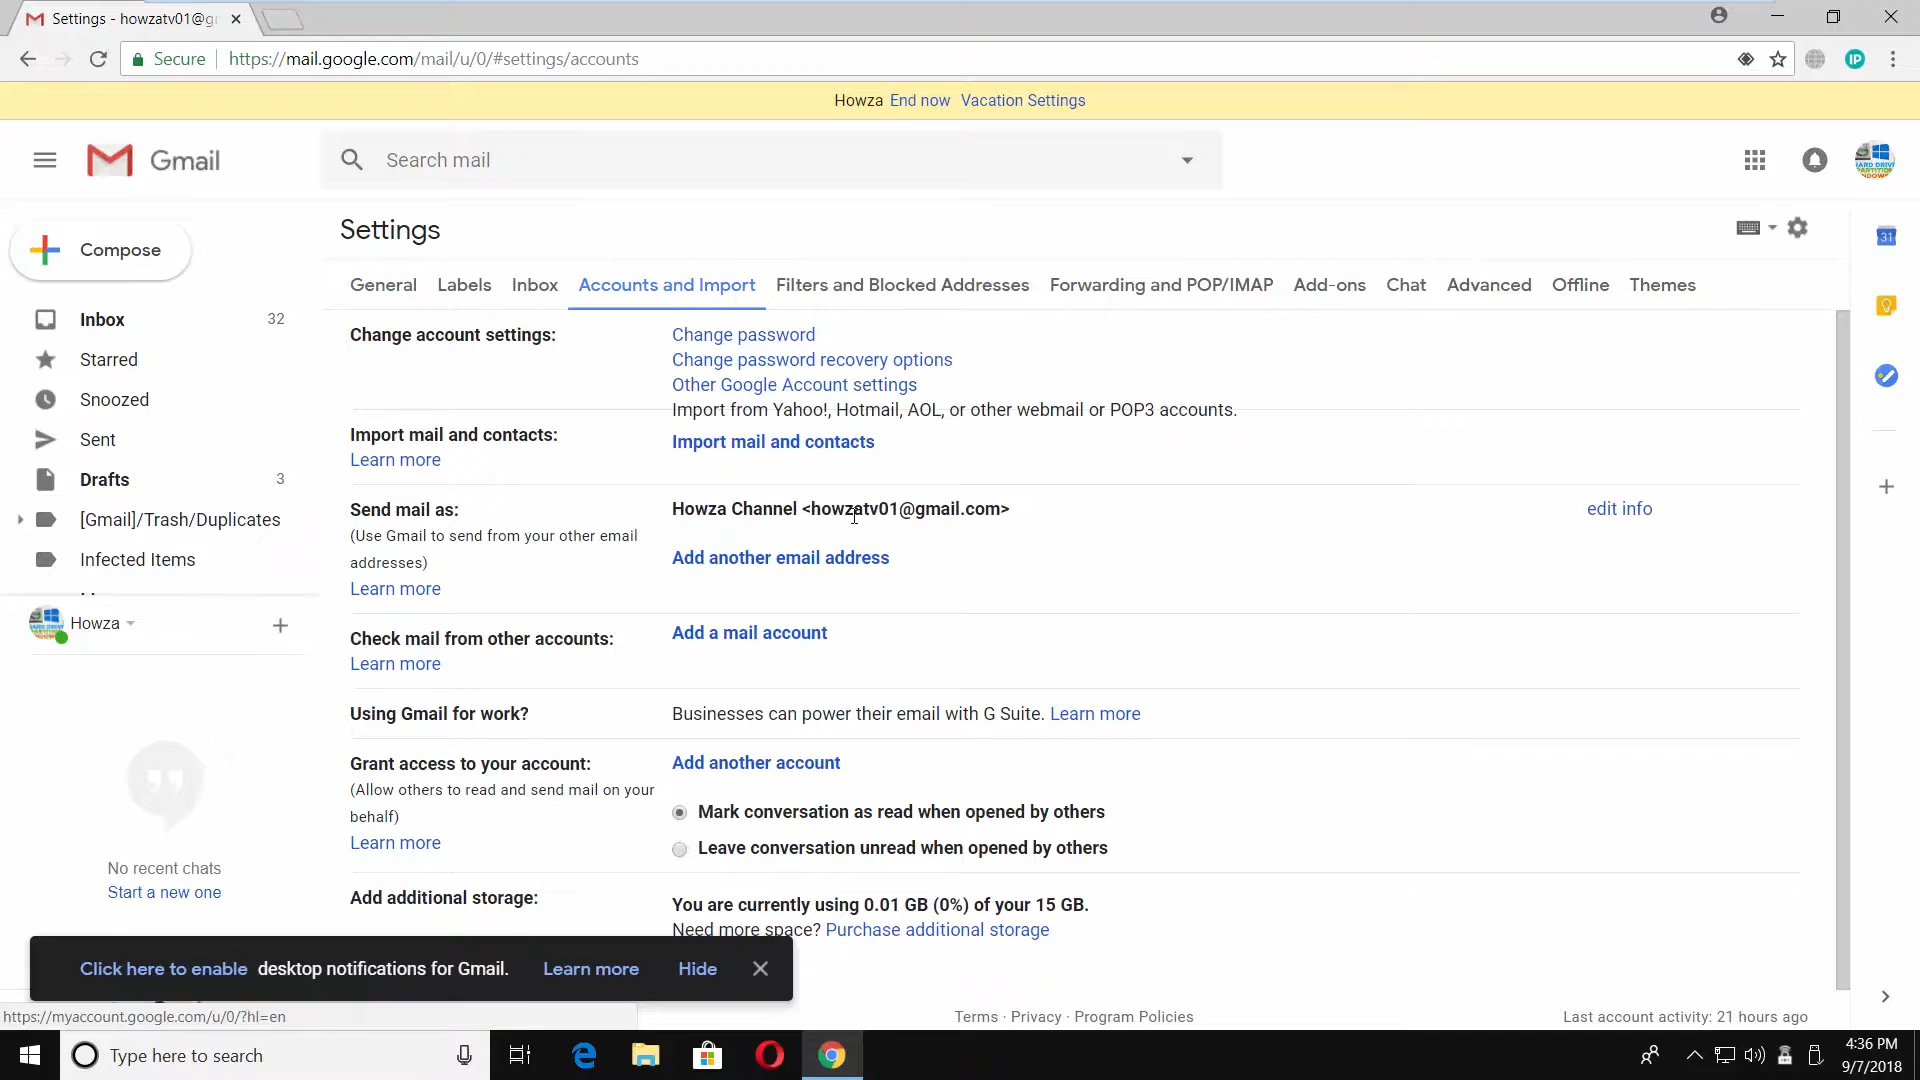 Settings - howzatv01@g
Secure
https://mail.google.com/mail/u/0/#settings/accounts
IP
Howza End now Vacation Settings
Gmail
Search mail
Compose
Inbox 32
Starred
Snoozed
Sent
Drafts 3
[Gmail]/Trash/Duplicates
Infected Items
Howza
No recent chats
Start a new one
Settings
General Labels Inbox Accounts and Import Filters and Blocked Addresses Forwarding and POP/IMAP Add-ons Chat Advanced Offline Themes
Change account settings:
Change password
Change password recovery options
Other Google Account settings
Import from Yahoo!, Hotmail, AOL, or other webmail or POP3 accounts.
Import mail and contacts:
Import mail and contacts
Learn more
Send mail as:
Howza Channel <howzatv01@gmail.com>
edit info
(Use Gmail to send from your other email
addresses)
Add another email address
Learn more
Check mail from other accounts:
Add a mail account
Learn more
Using Gmail for work?
Businesses can power their email with G Suite. Learn more
Grant access to your account:
Add another account
(Allow others to read and send mail on your
behalf)
Mark conversation as read when opened by others
Learn more
Leave conversation unread when opened by others
Add additional storage:
You are currently using 0.01 GB (0%) of your 15 GB.
Need more space? Purchase additional storage
31
Click here to enable desktop notifications for Gmail. Learn more Hide
https://myaccount.google.com/u/0/?hl=en
Terms · Privacy · Program Policies
Last account activity: 21 hours ago
Type here to search
4:36 PM
9/7/2018